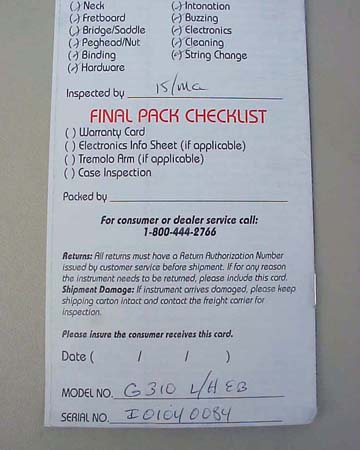 (✓) Neck (✓) Intonation
(✓) Fretboard (✓) Buzzing
(✓) Bridge/Saddle (✓) Electronics
(✓) Peghead/Nut (✓) Cleaning
(✓) Binding (✓) String Change
(✓) Hardware
Inspected by
FINAL PACK CHECKLIST
( ) Warranty Card
( ) Electronics Info Sheet (if applicable)
( ) Tremolo Arm (if applicable)
( ) Case Inspection
Packed by
For consumer or dealer service call:
1-800-444-2766
Returns: All returns must have a Return Authorization Number
issued by customer service before shipment. If for any reason
the instrument needs to be returned, please include this card.
Shipment Damage: If instrument arrives damaged, please keep
shipping carton intact and contact the freight carrier for
inspection.
Please insure the consumer receives this card.
Date ( / / )
MODEL NO. G 310 L/H EB
SERIAL NO. I01040084